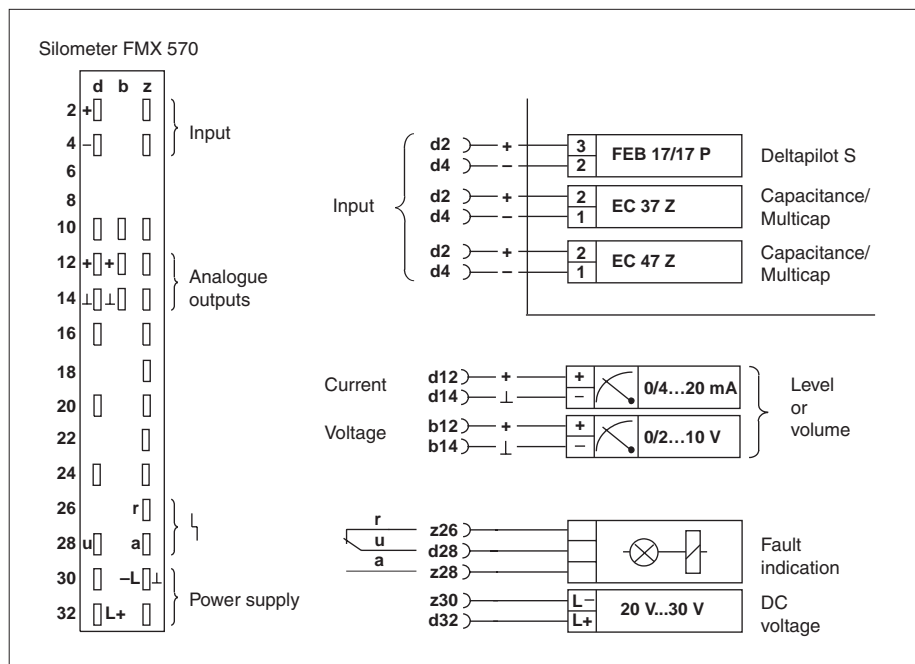 Silometer FMX 570
d b z
2 +
4 –
Input
6
8
10
12 + +
14 ⊥ ⊥
Analogue
outputs
16
18
20
22
24
26 r
28 u a
30 –L ⊥
32 L+
Power supply
Input
d2 + 3
d4 – 2
FEB 17/17 P
Deltapilot S
d2 + 2
d4 – 1
EC 37 Z
Capacitance/
Multicap
d2 + 2
d4 – 1
EC 47 Z
Capacitance/
Multicap
Current
d12 + +
d14 ⊥ –
0/4...20 mA
Voltage
b12 + +
b14 ⊥ –
0/2...10 V
Level
or
volume
r z26
u d28
a z28
Fault
indication
z30 L–
d32 L+
20 V...30 V
DC
voltage